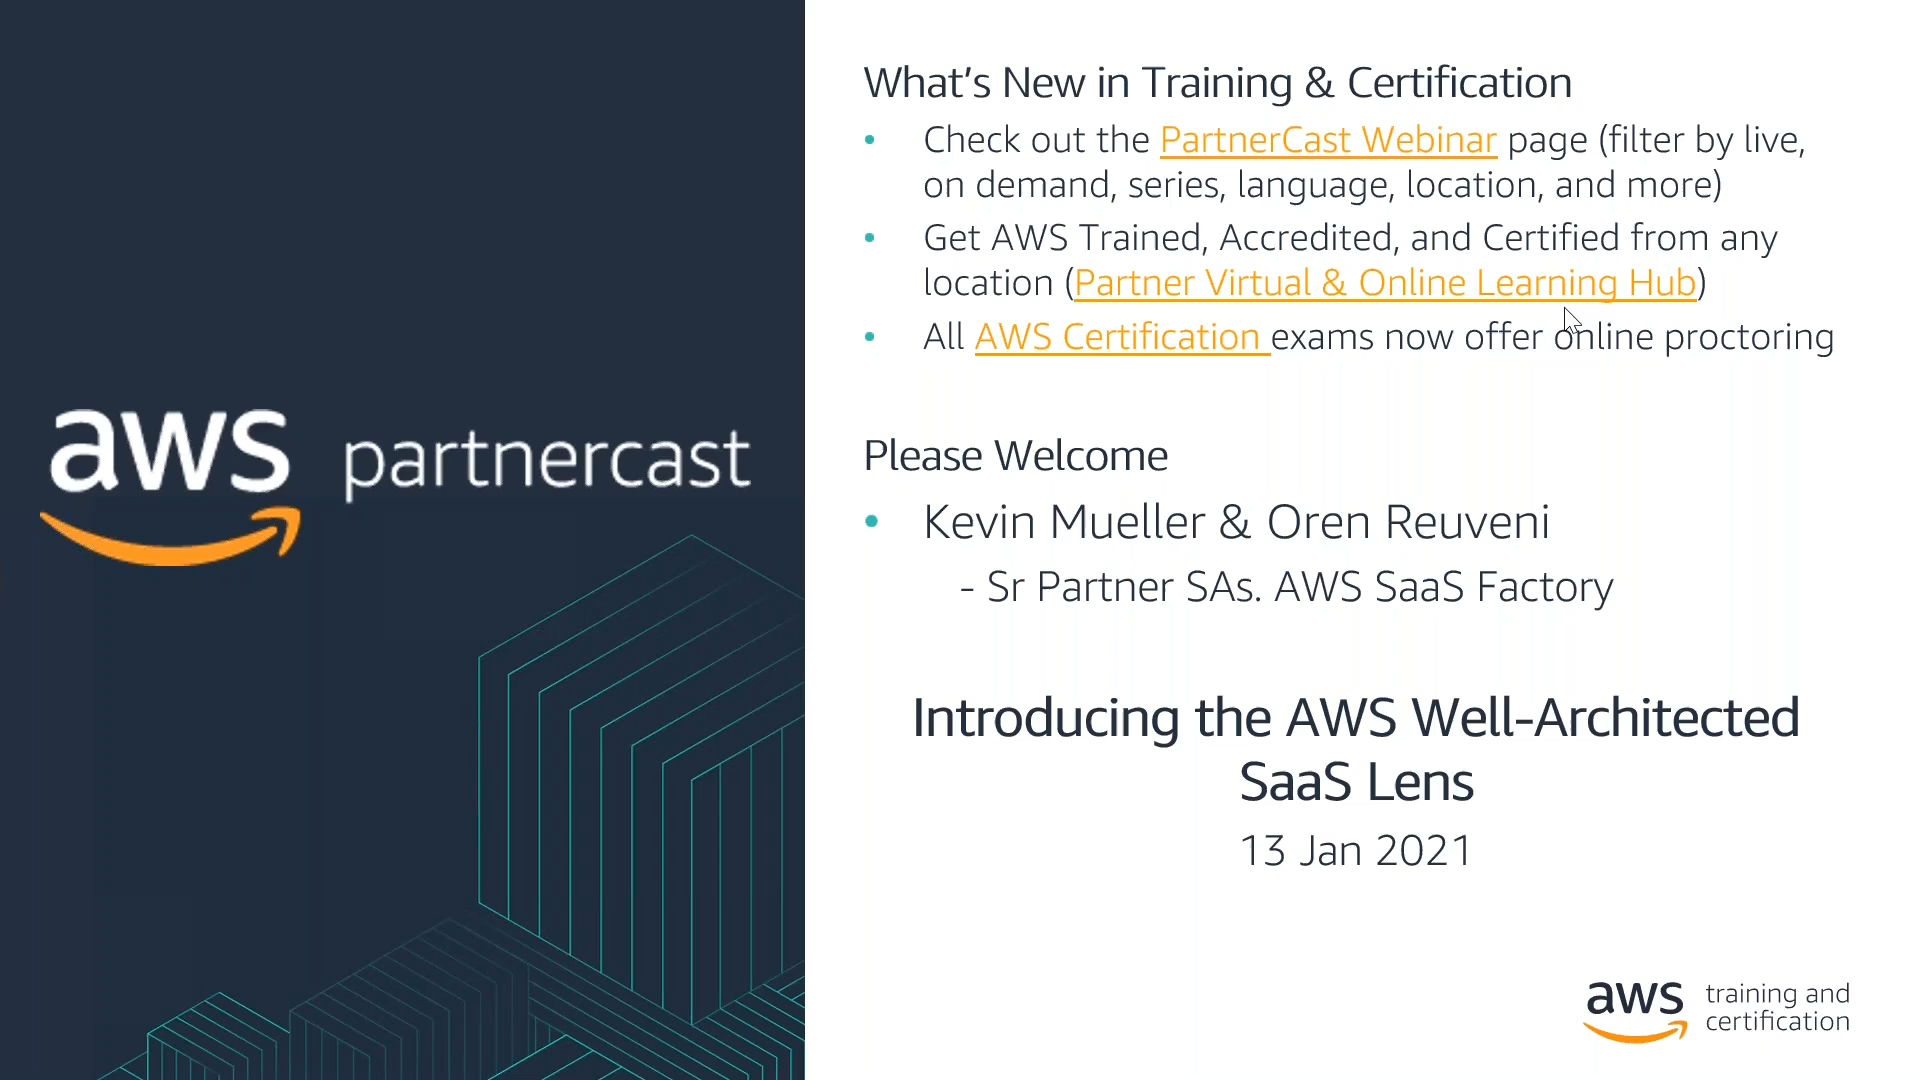 aws partnercast
What's New in Training & Certification
• Check out the PartnerCast Webinar page (filter by live,
on demand, series, language, location, and more)
• Get AWS Trained, Accredited, and Certified from any
location (Partner Virtual & Online Learning Hub)
• All AWS Certification exams now offer online proctoring
Please Welcome
• Kevin Mueller & Oren Reuveni
- Sr Partner SAs. AWS SaaS Factory
Introducing the AWS Well-Architected
SaaS Lens
13 Jan 2021
aws training and
certification